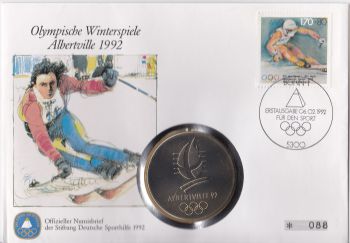 Olympische Winterspiele
Albertville 1992
170
ERSTAUSGABE 06.02.1992
FÜR DEN SPORT
5300
ALBERTVILLE 92
Offizieller Numisbrief
der Stiftung Deutsche Sporthilfe 1992
* 088